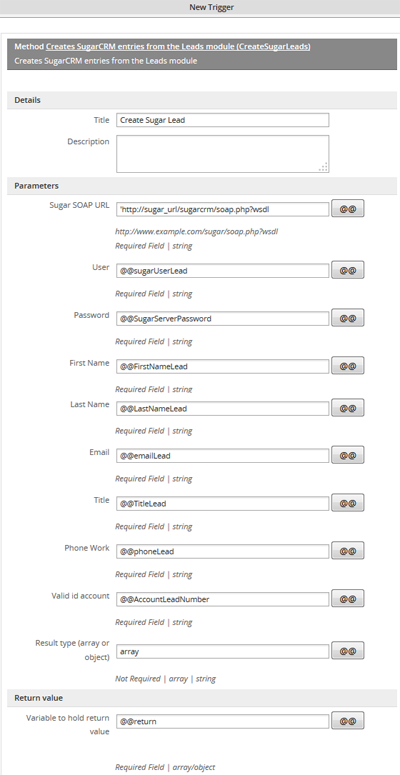 New Trigger
Method Creates SugarCRM entries from the Leads module (CreateSugarLeads)
Creates SugarCRM entries from the Leads module
Details
Title Create Sugar Lead
Description
Parameters
Sugar SOAP URL 'http://sugar_url/sugarcrm/soap.php?wsdl @@
http://www.example.com/sugar/soap.php?wsdl
Required Field | string
User @@sugarUserLead @@
Required Field | string
Password @@SugarServerPassword @@
Required Field | string
First Name @@FirstNameLead @@
Required Field | string
Last Name @@LastNameLead @@
Required Field | string
Email @@emailLead @@
Required Field | string
Title @@TitleLead @@
Required Field | string
Phone Work @@phoneLead @@
Required Field | string
Valid id account @@AccountLeadNumber @@
Required Field | string
Result type (array or
object) array @@
Not Required | array | string
Return value
Variable to hold return
value @@return @@
Required Field | array/object